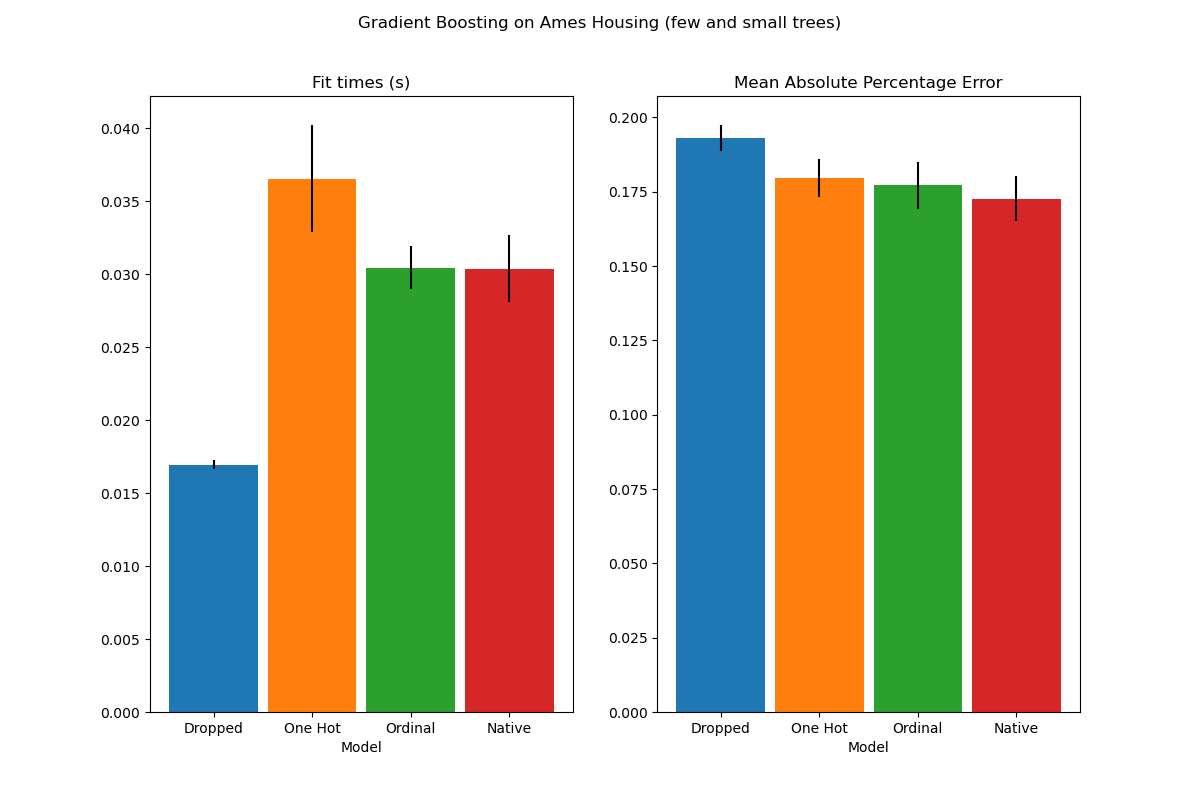 Gradient Boosting on Ames Housing (few and small trees)
Fit times (s)
0.040
0.035
0.030
0.025
0.020
0.015
0.010
0.005
0.000
Dropped One Hot Ordinal Native
Model
Mean Absolute Percentage Error
0.200
0.175
0.150
0.125
0.100
0.075
0.050
0.025
0.000
Dropped One Hot Ordinal Native
Model